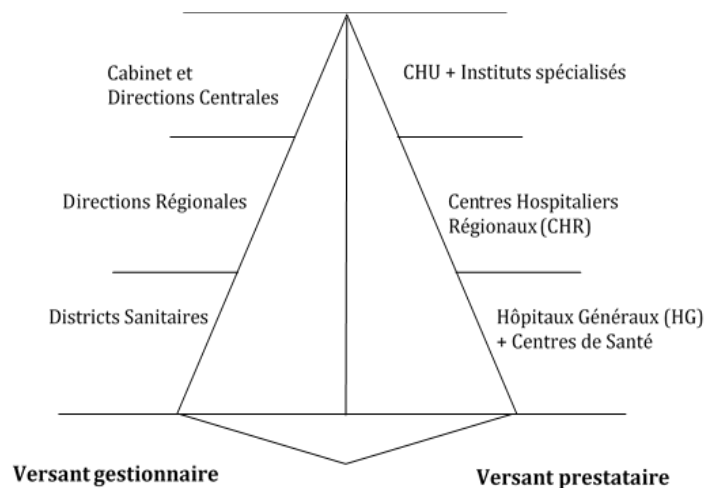 Cabinet et
Directions Centrales
CHU + Instituts spécialisés
Directions Régionales
Centres Hospitaliers
Régionaux (CHR)
Districts Sanitaires
Hôpitaux Généraux (HG)
+ Centres de Santé
Versant gestionnaire
Versant prestataire